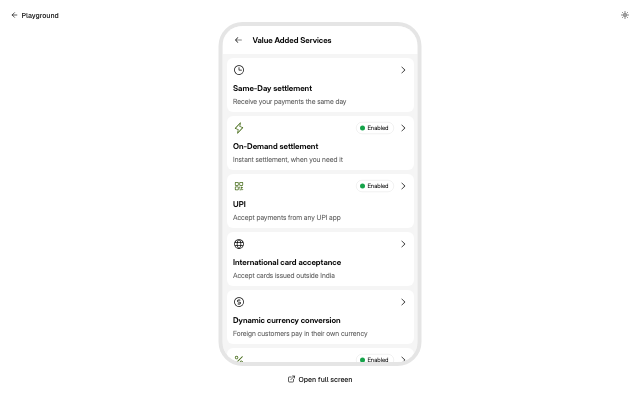 Playground
Value Added Services
Same-Day settlement
Receive your payments the same day
Enabled
On-Demand settlement
Instant settlement, when you need it
Enabled
UPI
Accept payments from any UPI app
International card acceptance
Accept cards issued outside India
Dynamic currency conversion
Foreign customers pay in their own currency
Enabled
Open full screen